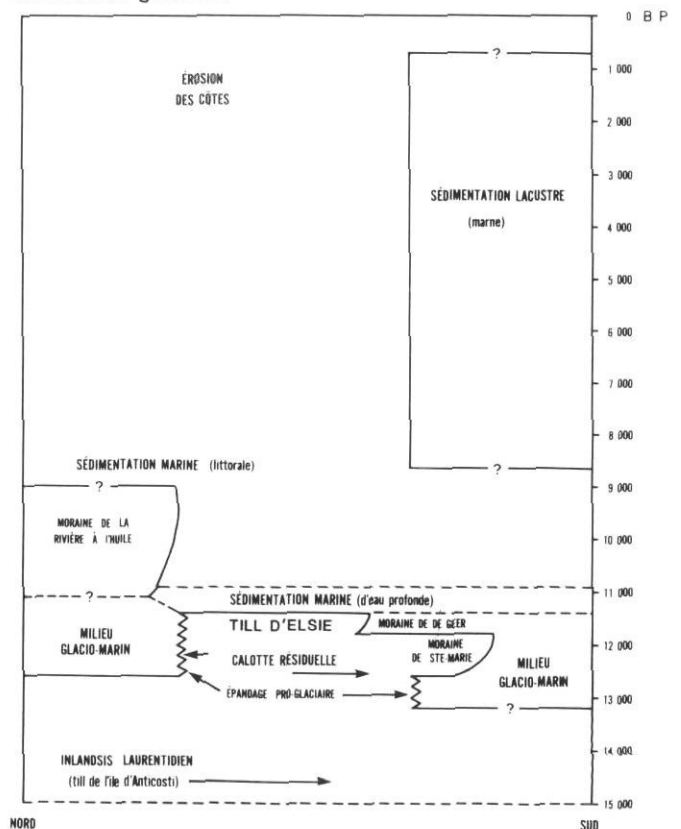 0 B P
?
1 000
ÉROSION
DES CÔTES
2 000
3 000
SÉDIMENTATION LACUSTRE
(marne)
4 000
5 000
6 000
7 000
8 000
SÉDIMENTATION MARINE (littorale)
?
?
9 000
MORAINE DE LA
RIVIÈRE À l'HUILE
10 000
?
11 000
SÉDIMENTATION MARINE (d'eau profonde)
TILL D'ELSIE
MORAINE DE DE GEER
MILIEU
GLACIO-MARIN
MORAINE
DE STE-MARIE
12 000
CALOTTE RÉSIDUELLE
MILIEU
GLACIO-MARIN
ÉPANDAGE PRO-GLACIAIRE
13 000
?
INLANDSIS LAURENTIDIEN
(till de l'île d'Anticosti)
14 000
15 000
NORD
SUD